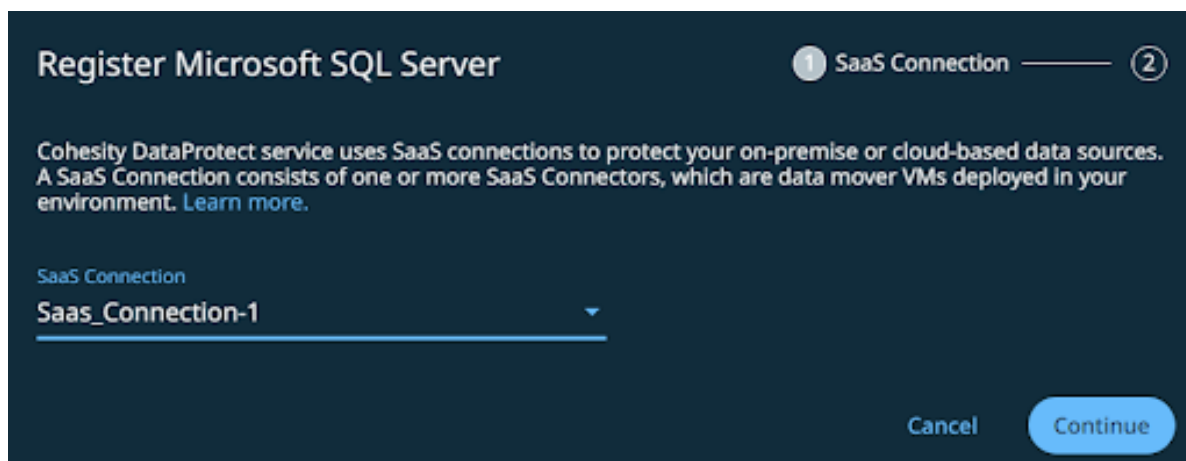 Register Microsoft SQL Server
1 SaaS Connection 2
Cohesity DataProtect service uses SaaS connections to protect your on-premise or cloud-based data sources.
A SaaS Connection consists of one or more SaaS Connectors, which are data mover VMs deployed in your
environment. Learn more.
SaaS Connection
Saas_Connection-1
Cancel Continue